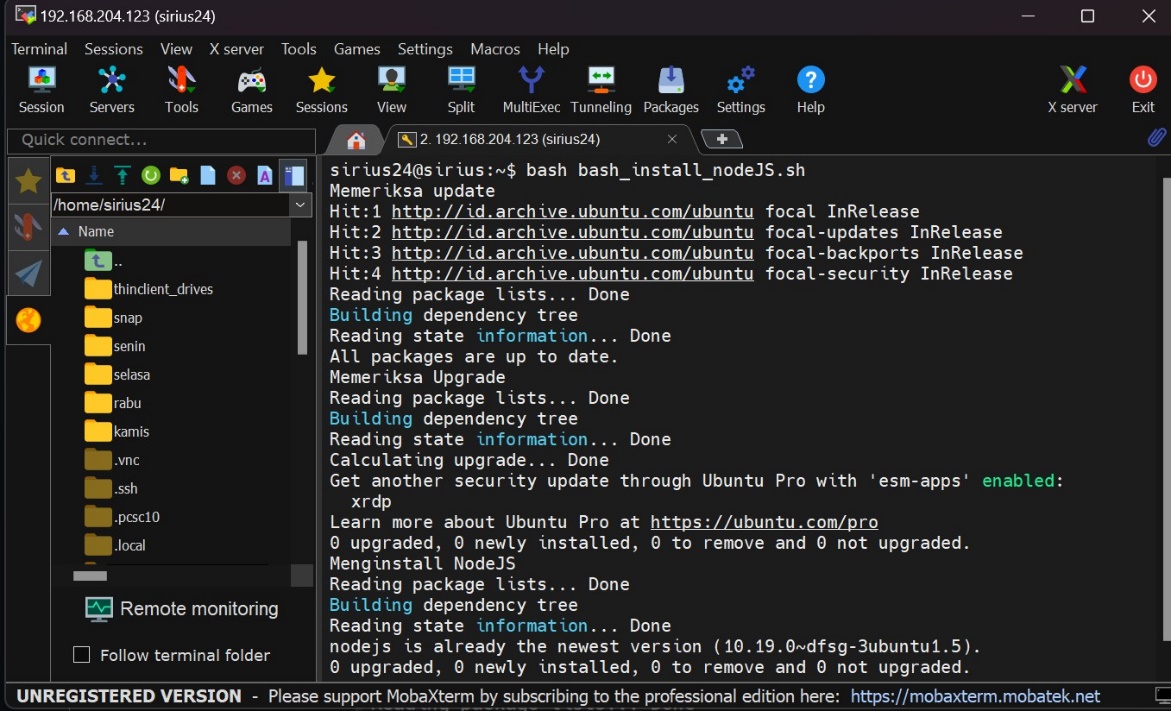 192.168.204.123 (sirius24)
Terminal Sessions View X server Tools Games Settings Macros Help
Session Servers Tools Games Sessions View Split MultiExec Tunneling Packages Settings Help X server Exit
Quick connect...
2. 192.168.204.123 (sirius24)
/home/sirius24/
Name
..
thinclient_drives
snap
senin
selasa
rabu
kamis
.vnc
.ssh
.pcsc10
.local
Remote monitoring
Follow terminal folder
sirius24@sirius:~$ bash bash_install_nodeJS.sh
Memeriksa update
Hit:1 http://id.archive.ubuntu.com/ubuntu focal InRelease
Hit:2 http://id.archive.ubuntu.com/ubuntu focal-updates InRelease
Hit:3 http://id.archive.ubuntu.com/ubuntu focal-backports InRelease
Hit:4 http://id.archive.ubuntu.com/ubuntu focal-security InRelease
Reading package lists... Done
Building dependency tree
Reading state information... Done
All packages are up to date.
Memeriksa Upgrade
Reading package lists... Done
Building dependency tree
Reading state information... Done
Calculating upgrade... Done
Get another security update through Ubuntu Pro with 'esm-apps' enabled:
  xrdp
Learn more about Ubuntu Pro at https://ubuntu.com/pro
0 upgraded, 0 newly installed, 0 to remove and 0 not upgraded.
Menginstall NodeJS
Reading package lists... Done
Building dependency tree
Reading state information... Done
nodejs is already the newest version (10.19.0~dfsg-3ubuntu1.5).
0 upgraded, 0 newly installed, 0 to remove and 0 not upgraded.
UNREGISTERED VERSION - Please support MobaXterm by subscribing to the professional edition here: https://mobaxterm.mobatek.net